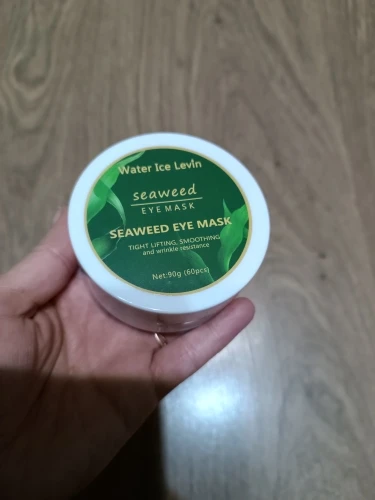 Water Ice Levin
seaweed
EYE MASK
SEAWEED EYE MASK
TIGHT LIFTING, SMOOTHING
and wrinkle resistance
Net:90g (60pcs)